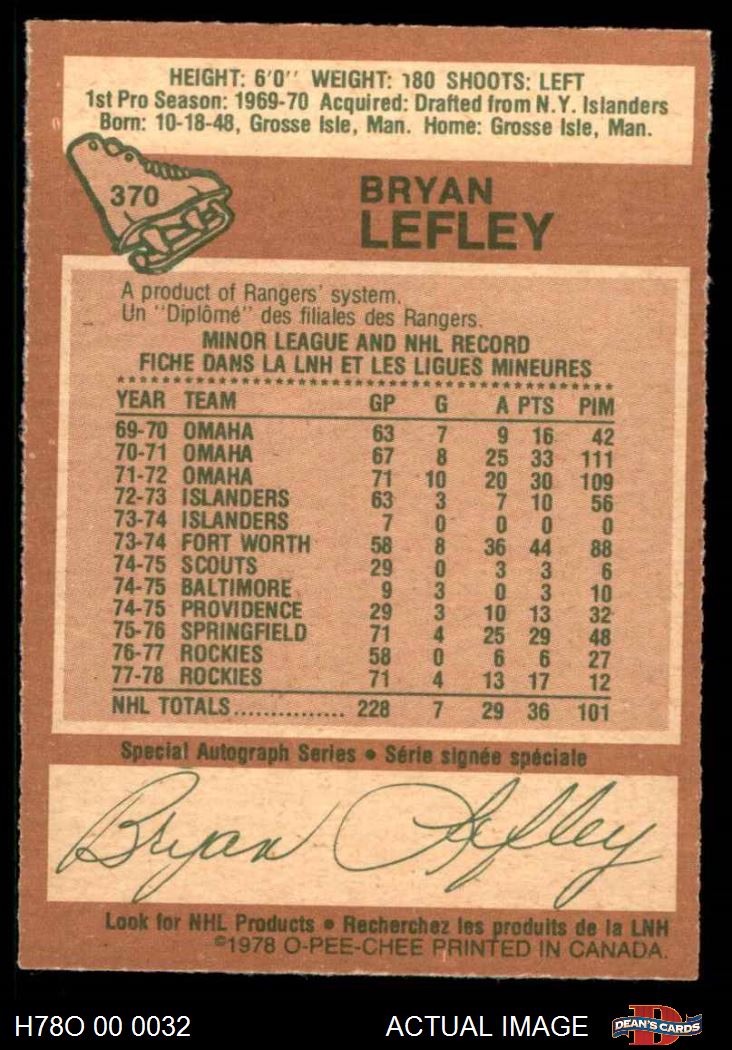 HEIGHT: 6'0'' WEIGHT: 180 SHOOTS: LEFT
1st Pro Season: 1969-70 Acquired: Drafted from N.Y. Islanders
Born: 10-18-48, Grosse Isle, Man. Home: Grosse Isle, Man.
370
BRYAN
LEFLEY
A product of Rangers' system.
Un "Diplômé" des filiales des Rangers.
MINOR LEAGUE AND NHL RECORD
FICHE DANS LA LNH ET LES LIGUES MINEURES
YEAR TEAM GP G A PTS PIM
69-70 OMAHA 63 7 9 16 42
70-71 OMAHA 67 8 25 33 111
71-72 OMAHA 71 10 20 30 109
72-73 ISLANDERS 63 3 7 10 56
73-74 ISLANDERS 7 0 0 0 0
73-74 FORT WORTH 58 8 36 44 88
74-75 SCOUTS 29 0 3 3 6
74-75 BALTIMORE 9 3 0 3 10
74-75 PROVIDENCE 29 3 10 13 32
75-76 SPRINGFIELD 71 4 25 29 48
76-77 ROCKIES 58 0 6 6 27
77-78 ROCKIES 71 4 13 17 12
NHL TOTALS................ 228 7 29 36 101
Special Autograph Series • Série signée spéciale
Bryan Lefley
Look for NHL Products • Recherchez les produits de la LNH
©1978 O-PEE-CHEE PRINTED IN CANADA.
H78O 00 0032 ACTUAL IMAGE D DEAN'S CARDS